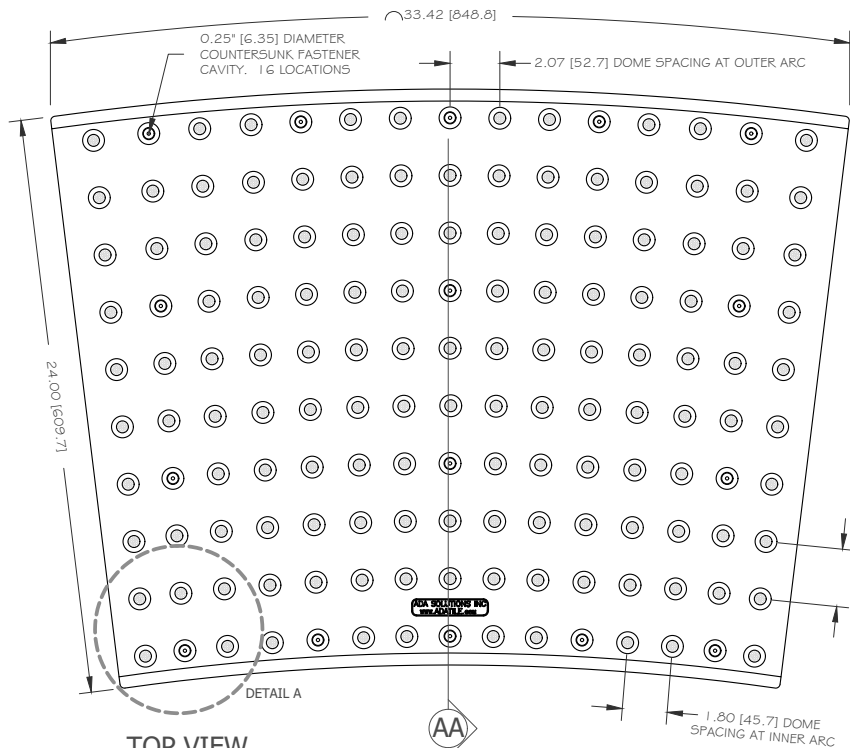 ⌒33.42 [848.8]
0.25" [6.35] DIAMETER
COUNTERSUNK FASTENER
CAVITY. 16 LOCATIONS
2.07 [52.7] DOME SPACING AT OUTER ARC
24.00 [609.7]
ADA SOLUTIONS INC
www.ADATILE.com
DETAIL A
1.80 [45.7] DOME
SPACING AT INNER ARC
AA
TOP VIEW